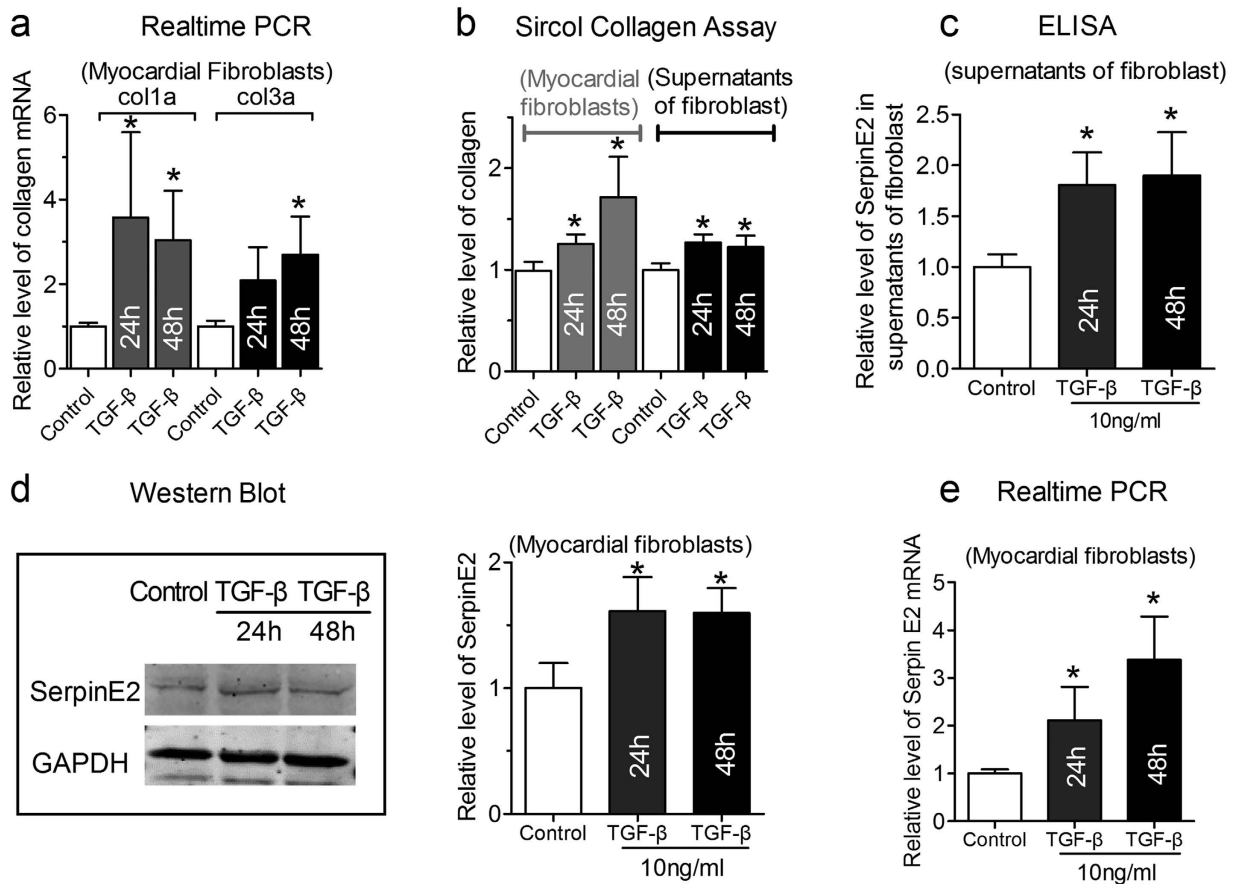 a Realtime PCR
(Myocardial Fibroblasts)
col1a col3a
Relative level of collagen mRNA
6
4
2
0
24h
48h
24h
48h
* * *
Control TGF-β TGF-β Control TGF-β TGF-β
b Sircol Collagen Assay
(Myocardial fibroblasts)
(Supernatants of fibroblast)
Relative level of collagen
2
1
0
* * * *
24h
48h
24h
48h
Control TGF-β TGF-β Control TGF-β TGF-β
c ELISA
(supernatants of fibroblast)
Relative level of SerpinE2 in
supernatants of fibroblast
2.5
2.0
1.5
1.0
0.5
0.0
* *
24h
48h
Control TGF-β TGF-β
10ng/ml
d Western Blot
Control TGF-β TGF-β
24h 48h
SerpinE2
GAPDH
(Myocardial fibroblasts)
Relative level of SerpinE2
2
1
0
* *
24h
48h
Control TGF-β TGF-β
10ng/ml
e Realtime PCR
(Myocardial fibroblasts)
Relative level of Serpin E2 mRNA
5
4
3
2
1
0
* *
24h
48h
Control TGF-β TGF-β
10ng/ml